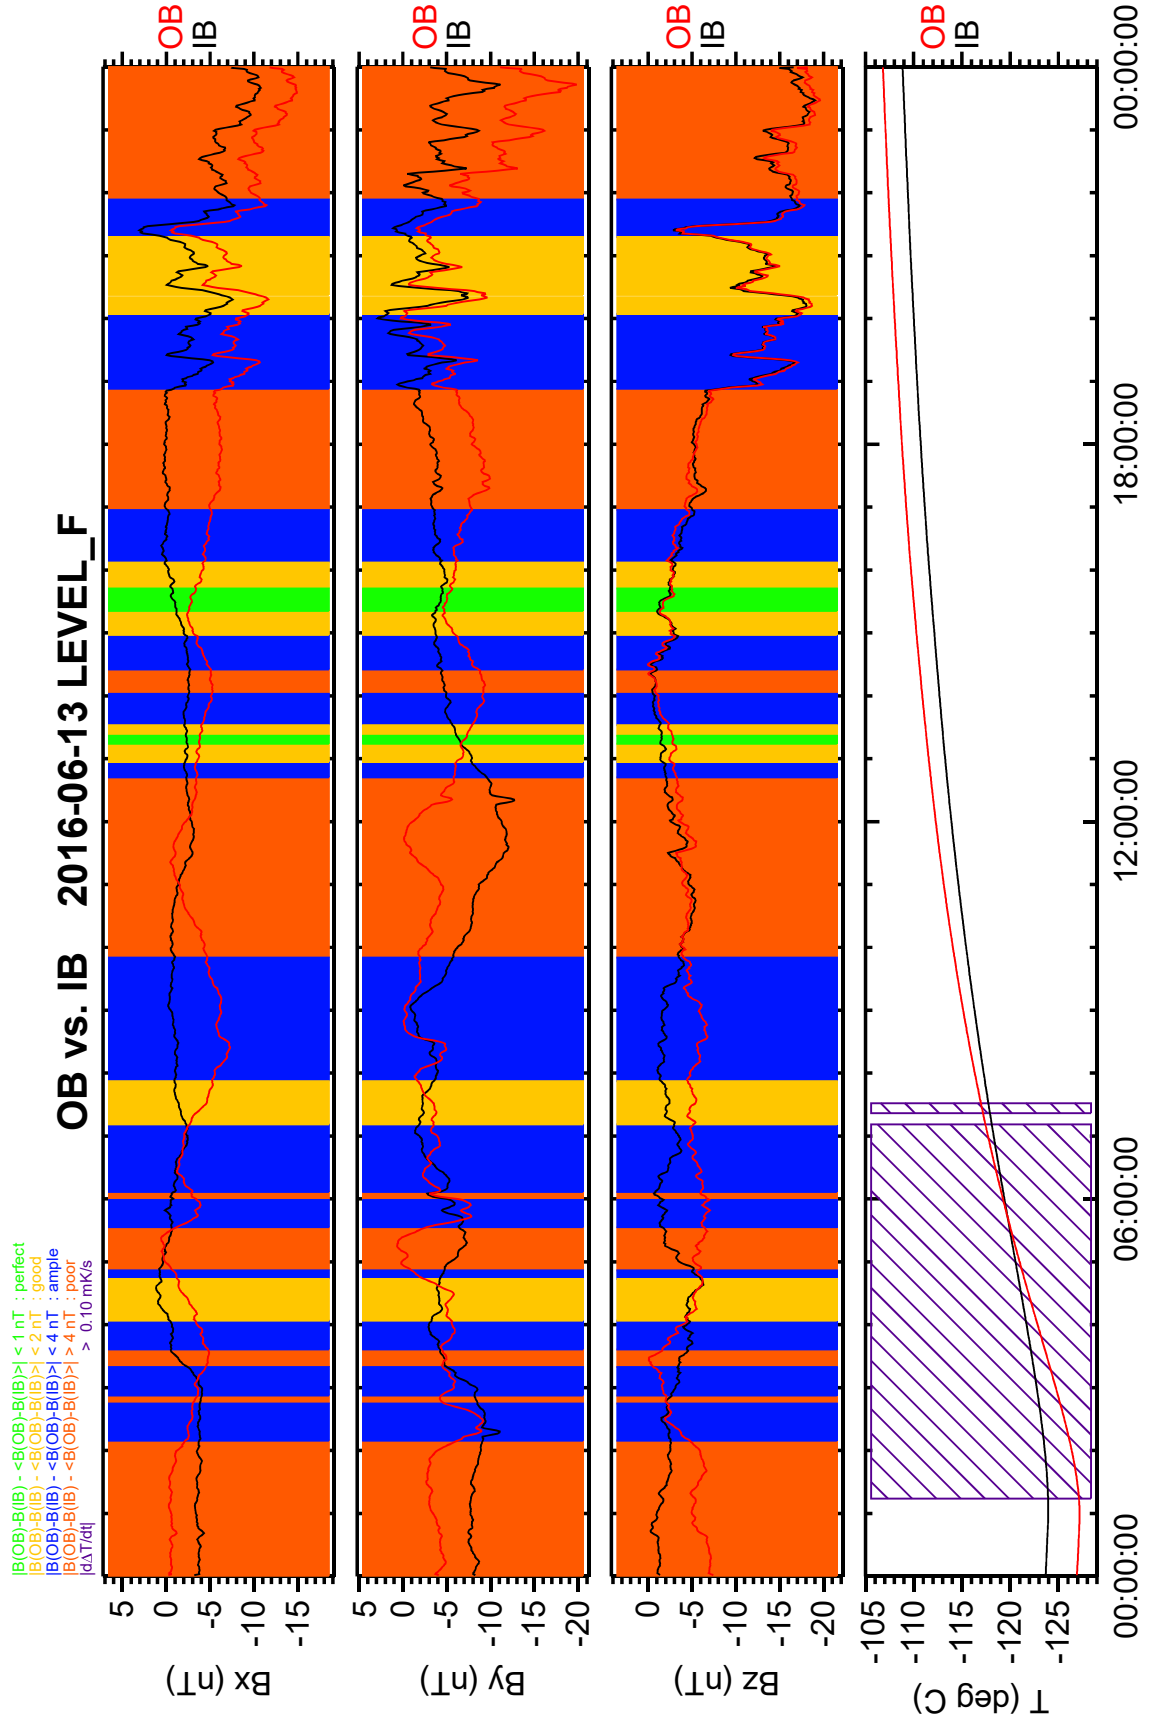 OB vs. IB 2016-06-13 LEVEL_F
|B(OB)-B(IB) - <B(OB)-B(IB)>| < 1 nT : perfect
|B(OB)-B(IB) - <B(OB)-B(IB)>| < 2 nT : good
|B(OB)-B(IB) - <B(OB)-B(IB)>| < 4 nT : ample
|B(OB)-B(IB) - <B(OB)-B(IB)>| > 4 nT : poor
|dΔT/dt| > 0.10 mK/s
Bx (nT)
5
0
-5
-10
-15
OB
IB
By (nT)
5
0
-5
-10
-15
-20
OB
IB
Bz (nT)
0
-5
-10
-15
-20
OB
IB
T (deg C)
-105
-110
-115
-120
-125
OB
IB
00:00:00
06:00:00
12:00:00
18:00:00
00:00:00